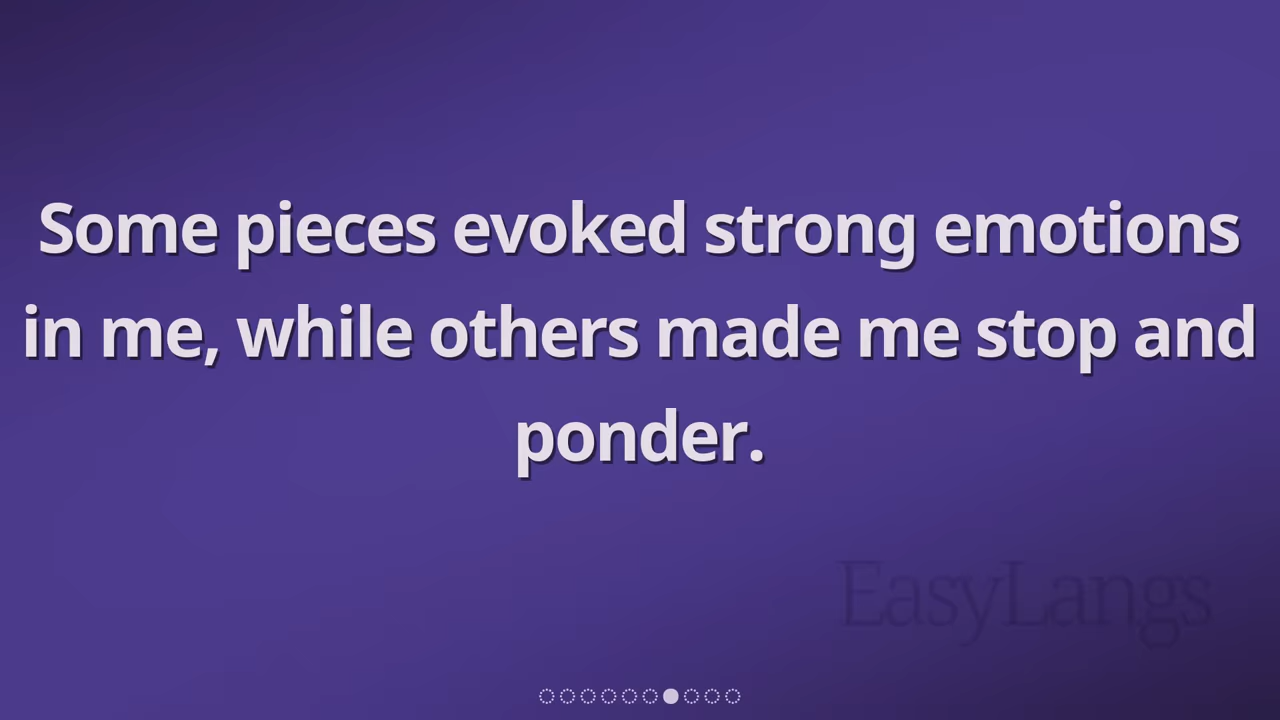 Some pieces evoked strong emotions
in me, while others made me stop and
ponder.
EasyLangs